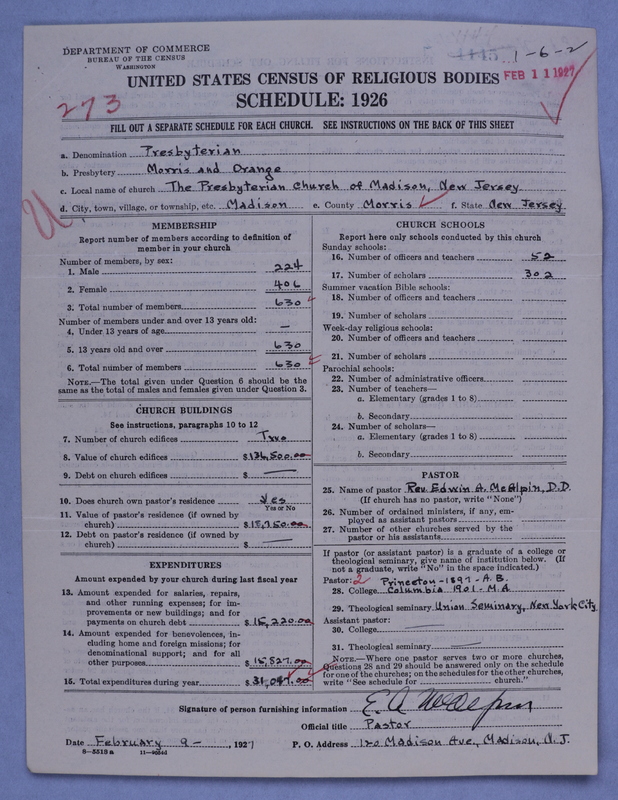 DEPARTMENT OF COMMERCE
BUREAU OF THE CENSUS
WASHINGTON
1-6-2
UNITED STATES CENSUS OF RELIGIOUS BODIES
FEB 11 1927
273
SCHEDULE: 1926
FILL OUT A SEPARATE SCHEDULE FOR EACH CHURCH. SEE INSTRUCTIONS ON THE BACK OF THIS SHEET
a. Denomination Presbyterian
b. Presbytery Morris and Orange
c. Local name of church The Presbyterian Church of Madison, New Jersey
d. City, town, village, or township, etc. Madison e. County Morris f. State New Jersey
MEMBERSHIP
Report number of members according to definition of
member in your church
Number of members, by sex:
1. Male 224
2. Female 406
3. Total number of members 630
Number of members under and over 13 years old:
4. Under 13 years of age —
5. 13 years old and over 630
6. Total number of members 630
NOTE.—The total given under Question 6 should be the
same as the total of males and females given under Question 3.
CHURCH BUILDINGS
See instructions, paragraphs 10 to 12
7. Number of church edifices Two
8. Value of church edifices $136,500.00
9. Debt on church edifices $ —
10. Does church own pastor's residence Yes
Yes or No
11. Value of pastor's residence (if owned by
church) $18,750.00
12. Debt on pastor's residence (if owned by
church) $ —
EXPENDITURES
Amount expended by your church during last fiscal year
13. Amount expended for salaries, repairs,
and other running expenses; for im-
provements or new buildings; and for
payments on church debt $15,220.00
14. Amount expended for benevolences, in-
cluding home and foreign missions; for
denominational support; and for all
other purposes $15,827.00
15. Total expenditures during year $31,047.00
CHURCH SCHOOLS
Report here only schools conducted by this church
Sunday schools:
16. Number of officers and teachers 52
17. Number of scholars 302
Summer vacation Bible schools:
18. Number of officers and teachers
19. Number of scholars
Week-day religious schools:
20. Number of officers and teachers
21. Number of scholars
Parochial schools:
22. Number of administrative officers
23. Number of teachers—
a. Elementary (grades 1 to 8)
b. Secondary
24. Number of scholars—
a. Elementary (grades 1 to 8)
b. Secondary
PASTOR
25. Name of pastor Rev. Edwin A. McAlpin, D.D.
(If church has no pastor, write "None")
26. Number of ordained ministers, if any, em-
ployed as assistant pastors
27. Number of other churches served by the
pastor or his assistants
If pastor (or assistant pastor) is a graduate of a college or
theological seminary, give name of institution below. (If
not a graduate, write "No" in the space indicated.)
Pastor: 2 Princeton - 1897 - A.B.
28. College Columbia 1901 - M.A.
29. Theological seminary Union Seminary, New York City
Assistant pastor:
30. College —
31. Theological seminary —
NOTE.—Where one pastor serves two or more churches,
Questions 28 and 29 should be answered only on the schedule
for one of the churches; on the schedules for the other churches,
write "See schedule for church."
Signature of person furnishing information E. A. McAlpin
Official title Pastor
Date February 9 -, 1927 P. O. Address 120 Madison Ave., Madison, N. J.
8—5513 a